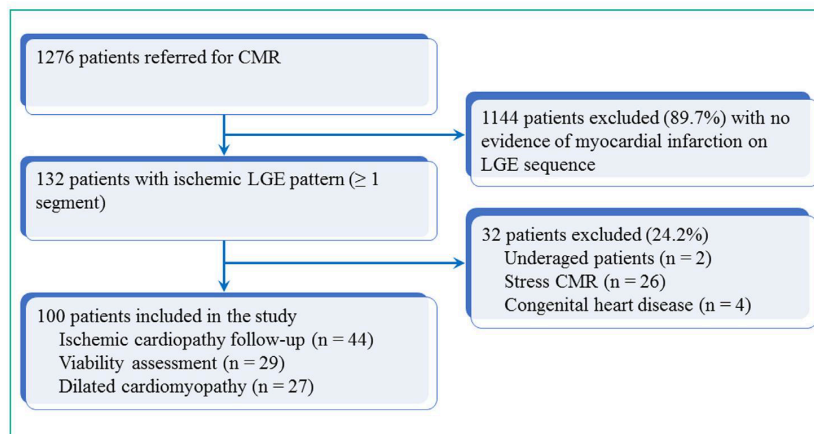 1276 patients referred for CMR
1144 patients excluded (89.7%) with no
evidence of myocardial infarction on
LGE sequence
132 patients with ischemic LGE pattern (≥ 1
segment)
32 patients excluded (24.2%)
Underaged patients (n = 2)
Stress CMR (n = 26)
Congenital heart disease (n = 4)
100 patients included in the study
Ischemic cardiopathy follow-up (n = 44)
Viability assessment (n = 29)
Dilated cardiomyopathy (n = 27)